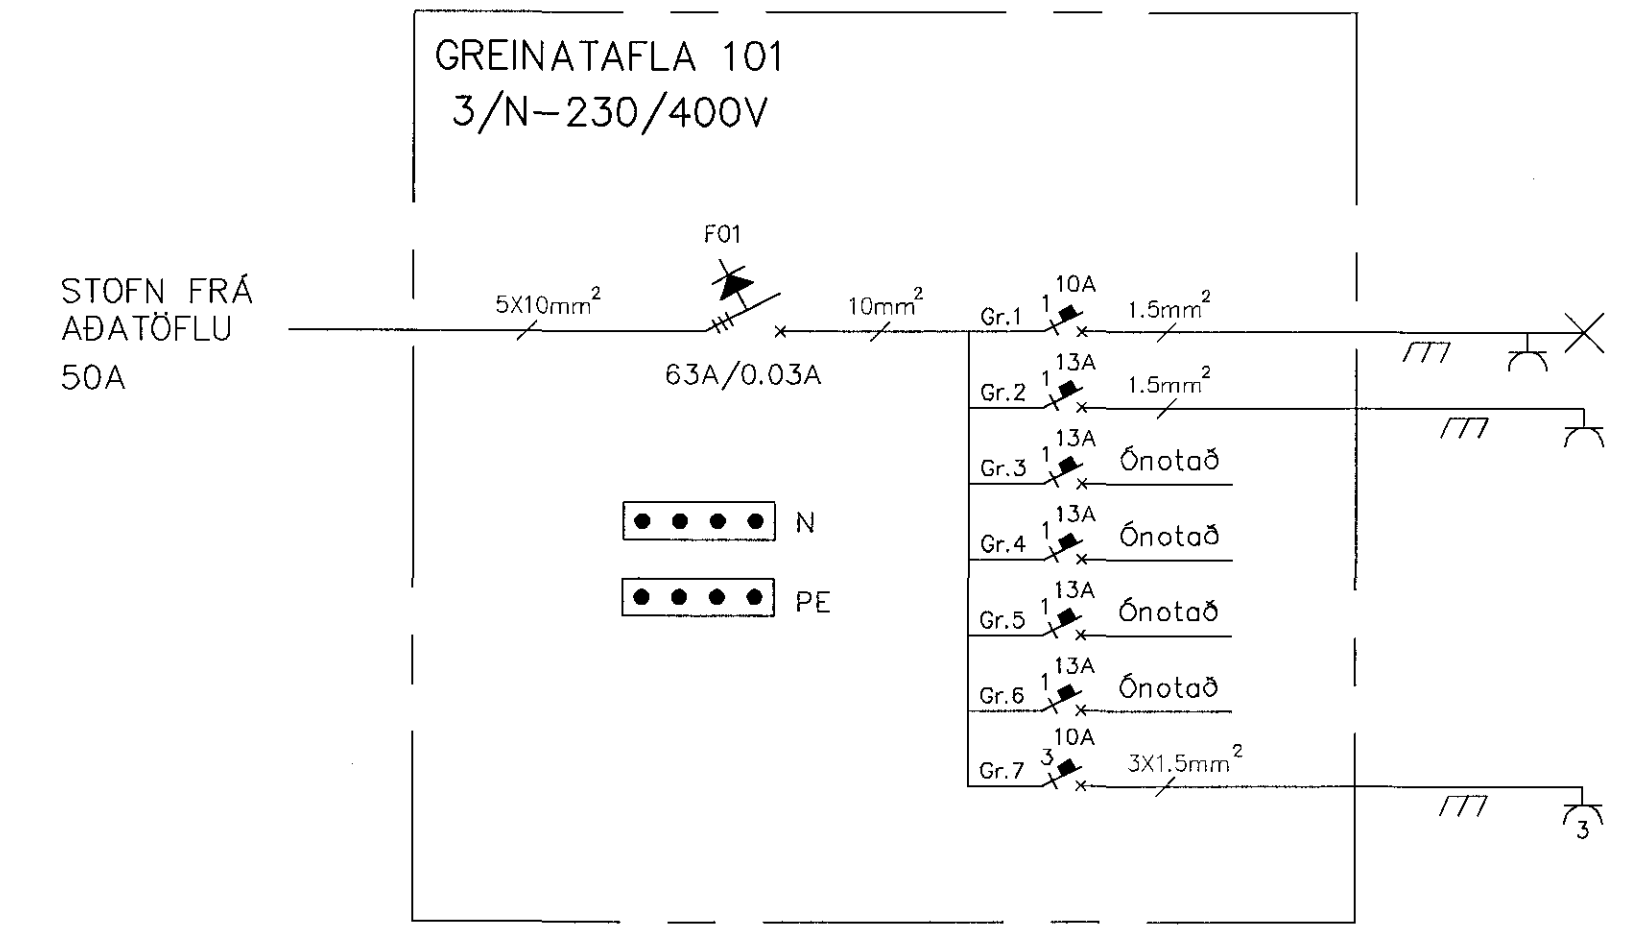 GREINATAFLA 101
3/N-230/400V
STOFN FRÁ
AÐATÖFLU
50A
5X10mm²
F01
63A/0.03A
10mm²
Gr.1 1 10A 1.5mm²
Gr.2 1 13A 1.5mm²
Gr.3 1 13A Ónotað
Gr.4 1 13A Ónotað
Gr.5 1 13A Ónotað
Gr.6 1 13A Ónotað
Gr.7 3 10A 3X1.5mm²
3
N
PE